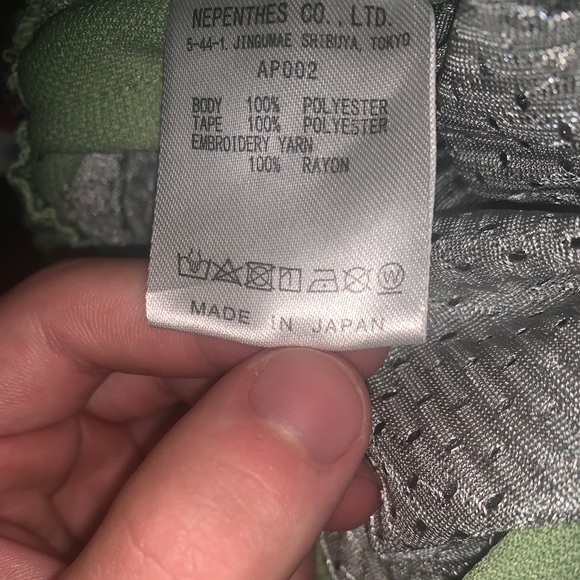 NEPENTHES CO.,LTD.
5-44-1 JINGUMAE SHIBUYA, TOKYO
AP002
BODY 100% POLYESTER
TAPE 100% POLYESTER
EMBROIDERY YARN
100% RAYON
W
MADE IN JAPAN